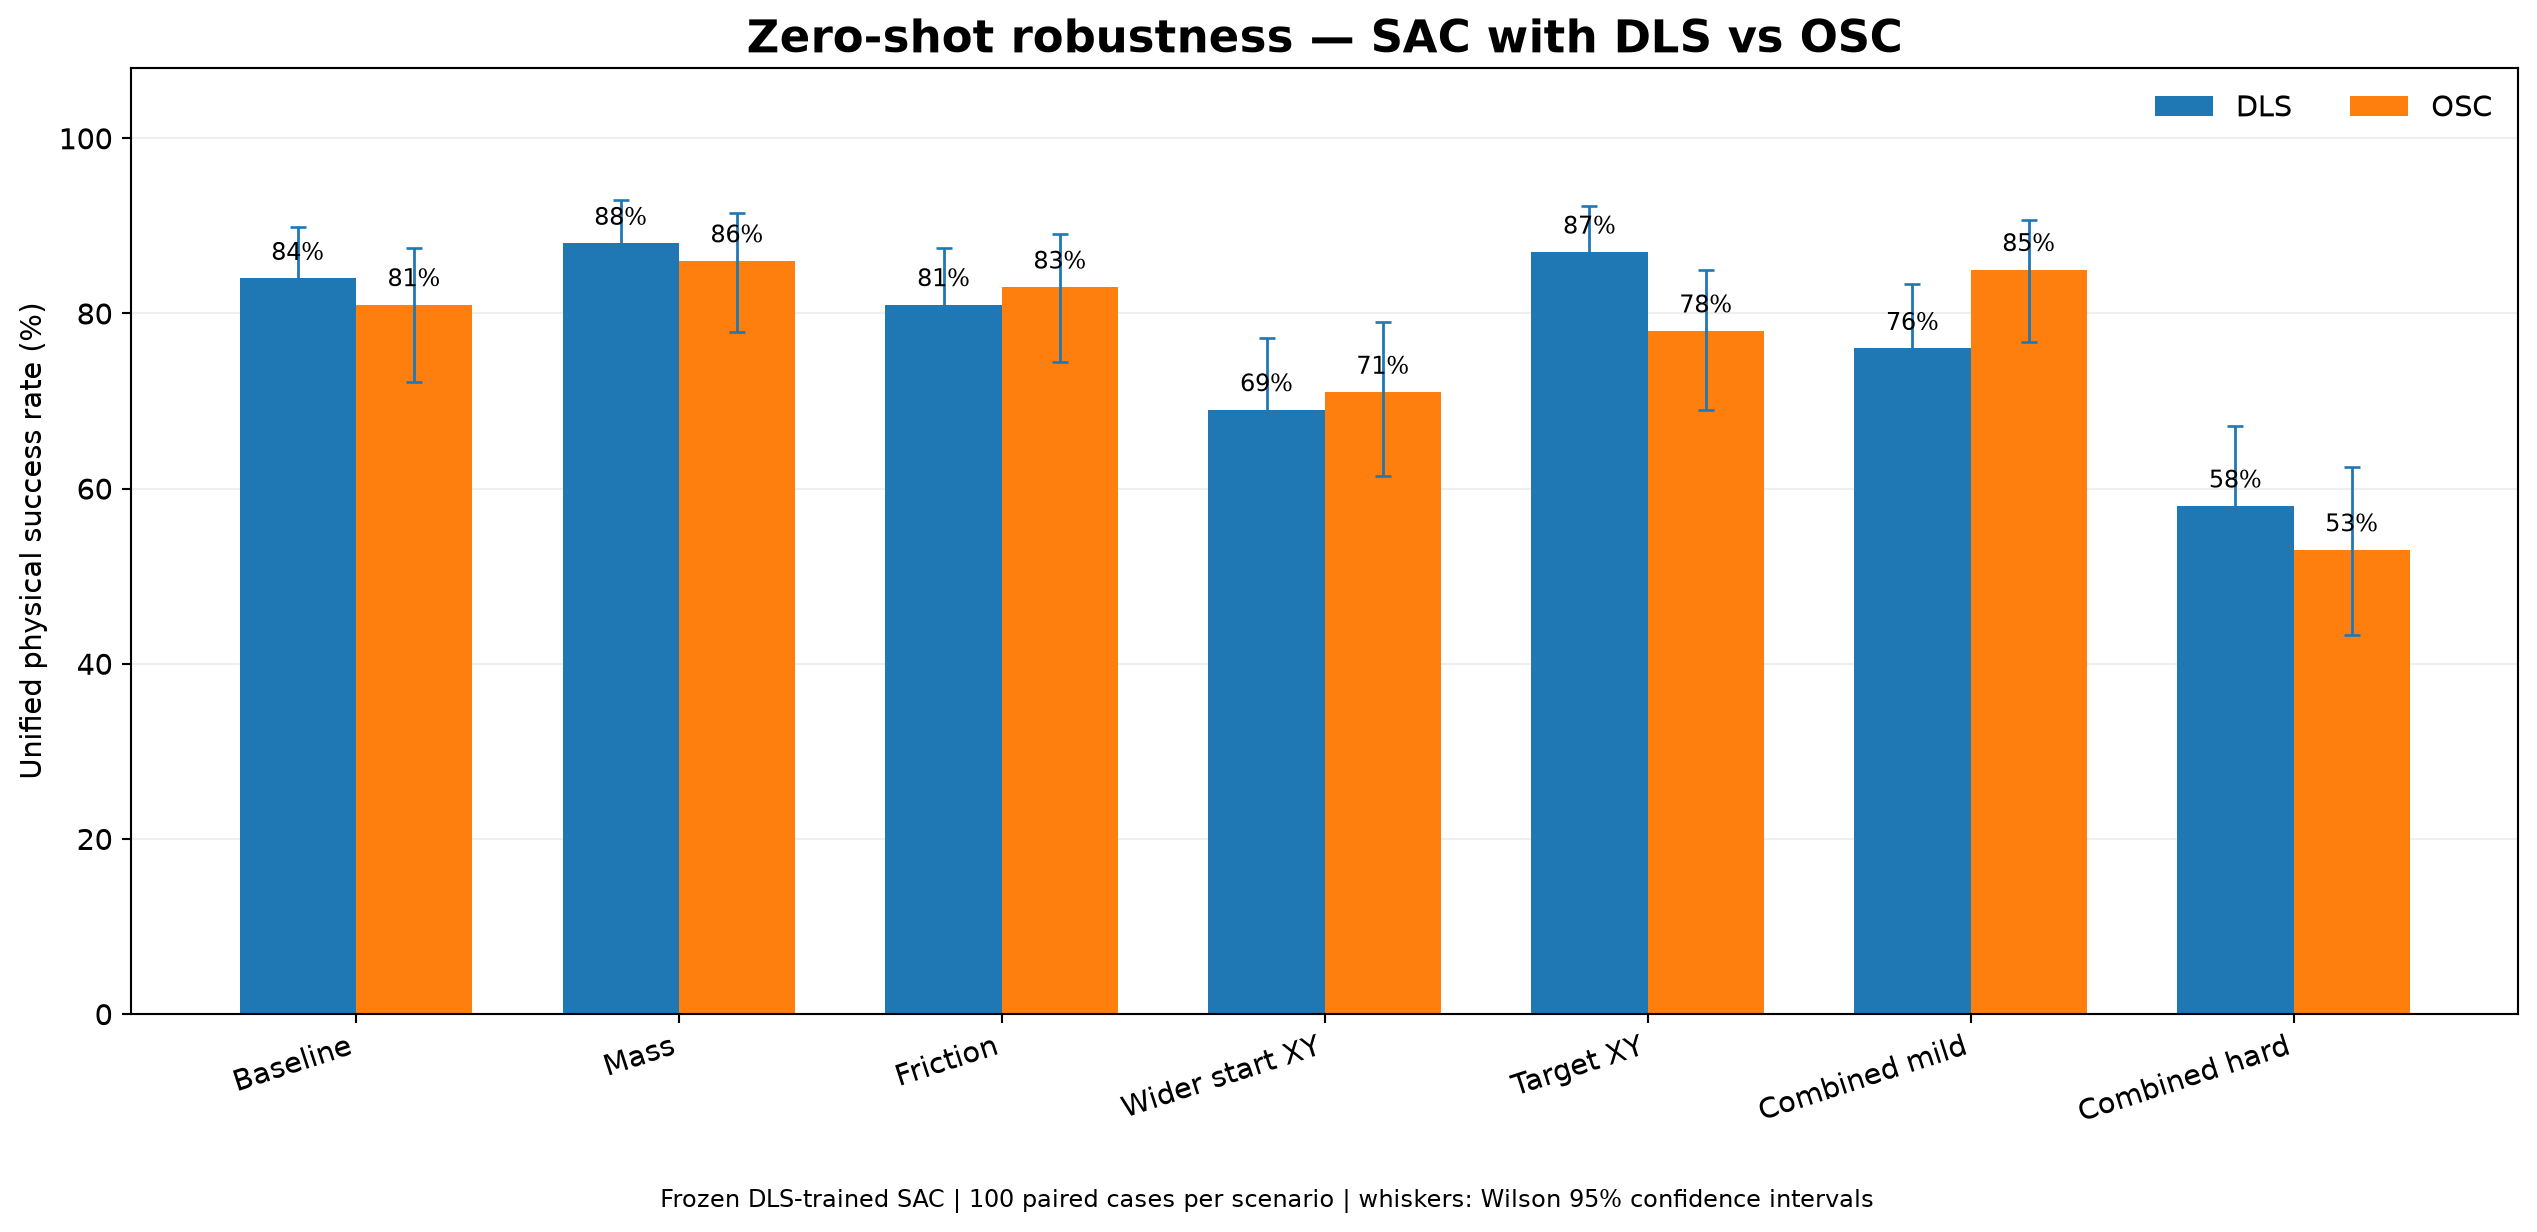 Zero-shot robustness — SAC with DLS vs OSC
DLS OSC
Unified physical success rate (%)
100
80
60
40
20
0
84% 81% 88% 86% 81% 83% 69% 71% 87% 78% 76% 85% 58% 53%
Baseline Mass Friction Wider start XY Target XY Combined mild Combined hard
Frozen DLS-trained SAC | 100 paired cases per scenario | whiskers: Wilson 95% confidence intervals